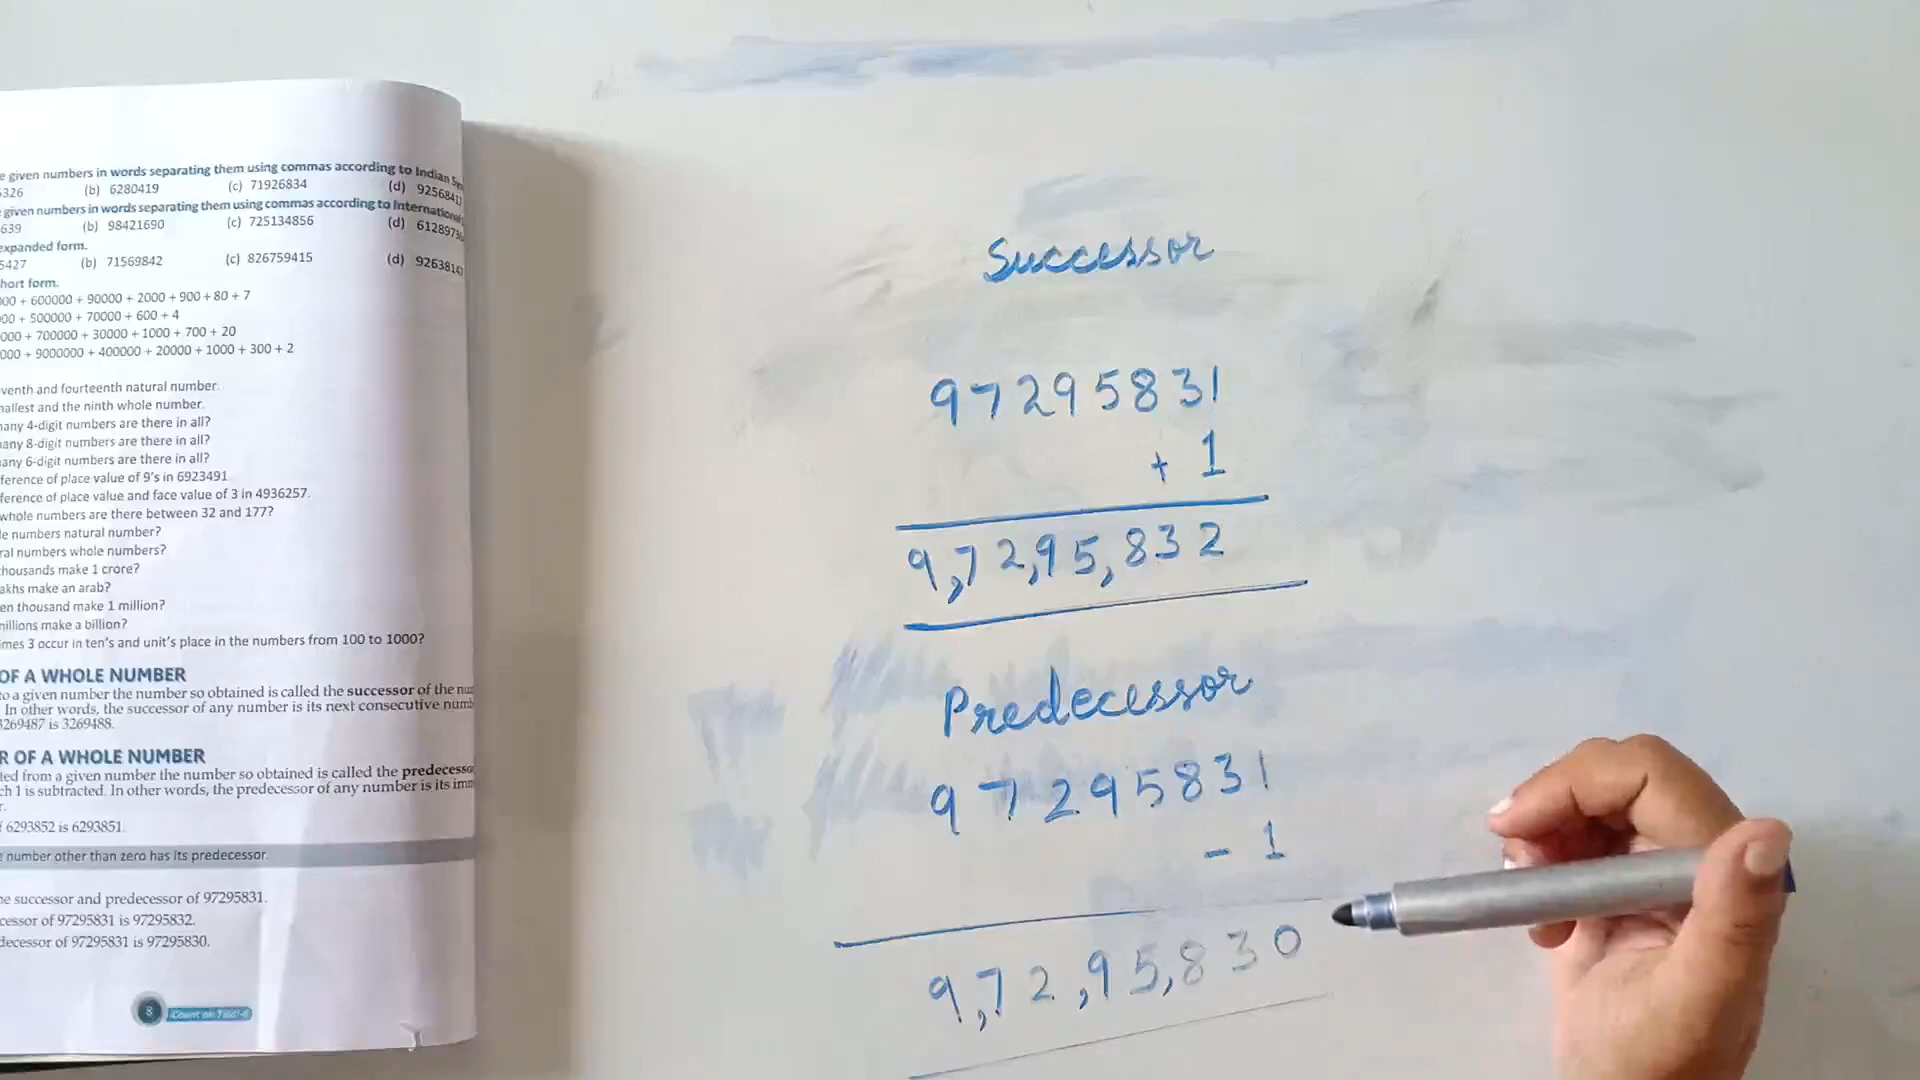 e given numbers in words separating them using commas according to Indian
326 (b) 6280419 (c) 71926834 (d) 9256841
given numbers in words separating them using commas according to International
639 (b) 98421690 (c) 725134856 (d) 6128973
expanded form.
5427 (b) 71569842 (c) 826759415 (d) 9263814
hort form.
00 + 600000 + 90000 + 2000 + 900 + 80 + 7
00 + 500000 + 70000 + 600 + 4
000 + 700000 + 30000 + 1000 + 700 + 20
000 + 9000000 + 400000 + 20000 + 1000 + 300 + 2
venth and fourteenth natural number.
mallest and the ninth whole number.
many 4-digit numbers are there in all?
any 8-digit numbers are there in all?
any 6-digit numbers are there in all?
ference of place value of 9's in 6923491.
ference of place value and face value of 3 in 4936257.
whole numbers are there between 32 and 177?
le numbers natural number?
ral numbers whole numbers?
thousands make 1 crore?
akhs make an arab?
en thousand make 1 million?
millions make a billion?
imes 3 occur in ten's and unit's place in the numbers from 100 to 1000?
OF A WHOLE NUMBER
to a given number the number so obtained is called the successor of the
In other words, the successor of any number is its next consecutive
3269487 is 3269488.
R OF A WHOLE NUMBER
ted from a given number the number so obtained is called the predecesso
ch 1 is subtracted. In other words, the predecessor of any number is its
r.
f 6293852 is 6293851.
e number other than zero has its predecessor.
he successor and predecessor of 97295831.
cessor of 97295831 is 97295832.
decessor of 97295831 is 97295830.
8
Successor
97295831
+ 1
9,72,95,832
Predecessor
97295831
- 1
9,72,95,830